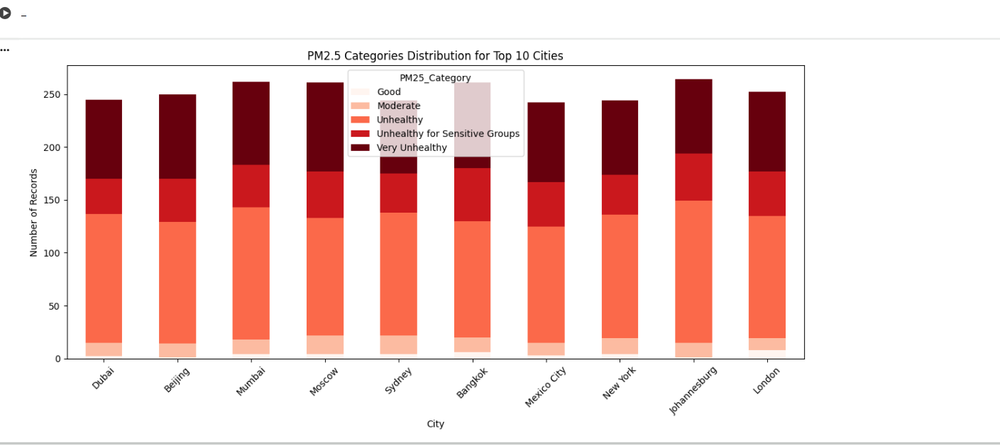 PM2.5 Categories Distribution for Top 10 Cities
PM25_Category
Good
Moderate
Unhealthy
Unhealthy for Sensitive Groups
Very Unhealthy
Number of Records
250
200
150
100
50
0
Dubai
Beijing
Mumbai
Moscow
Sydney
Bangkok
Mexico City
New York
Johannesburg
London
City